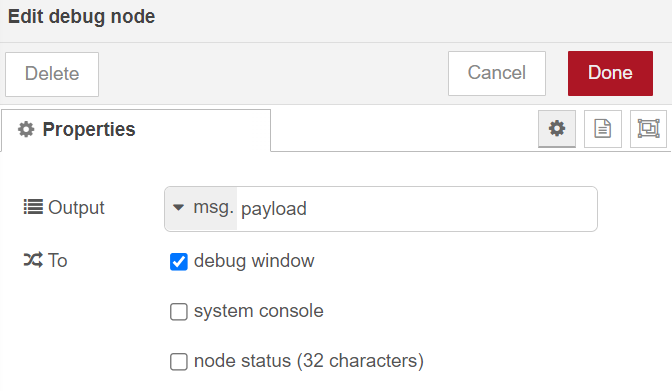 Edit debug node
Delete
Cancel
Done
Properties
Output
msg. payload
To
debug window
system console
node status (32 characters)